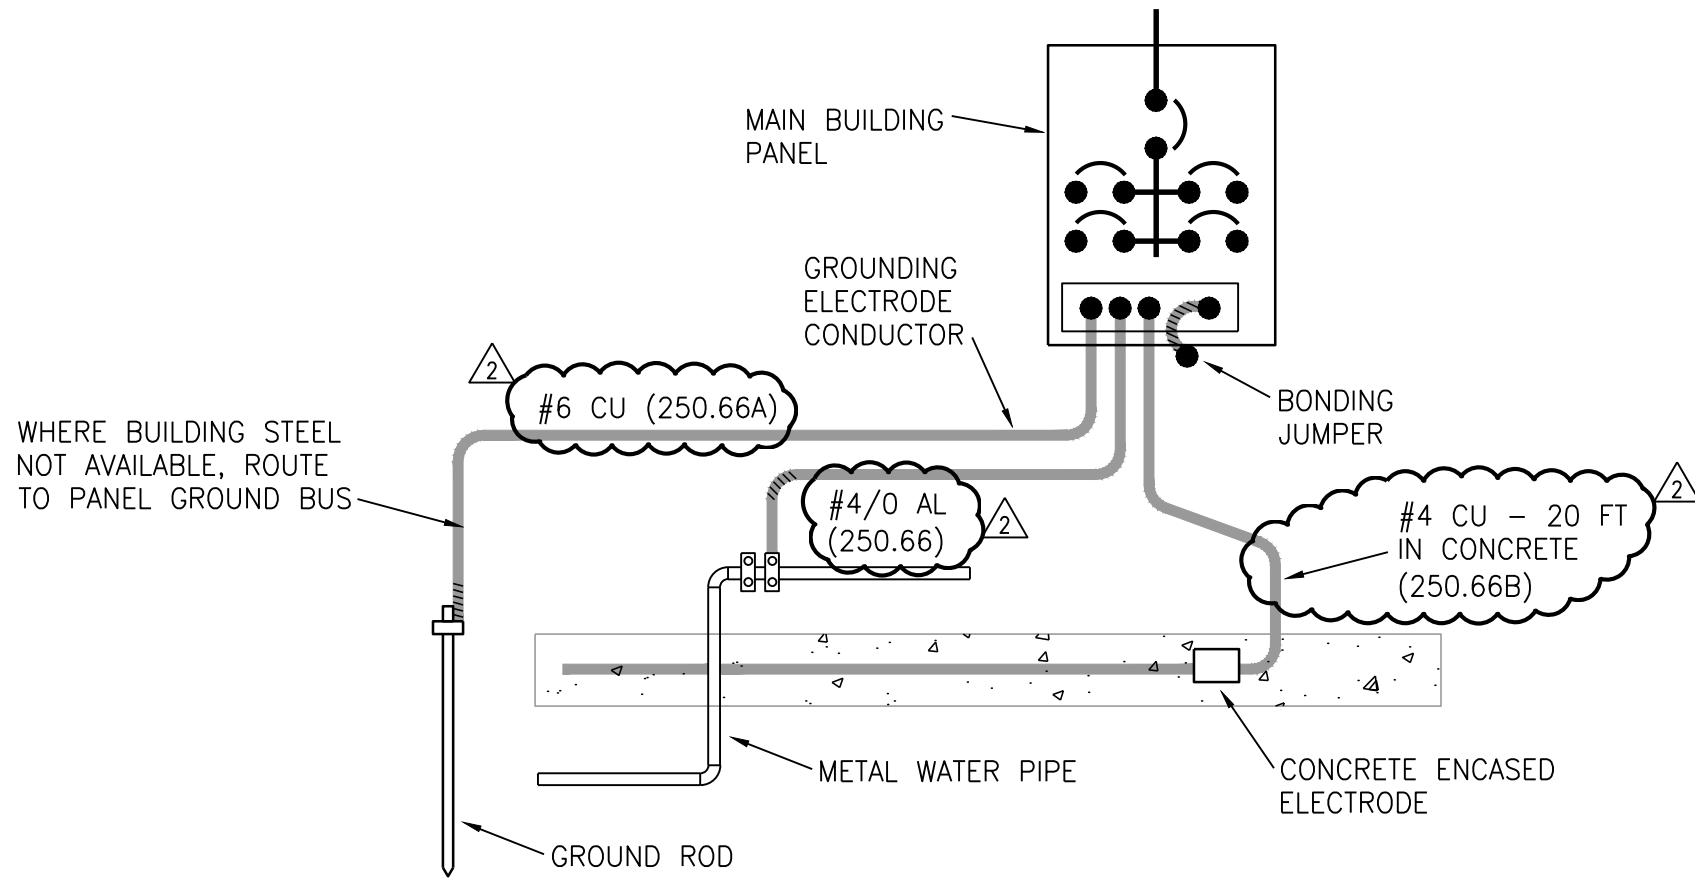 MAIN BUILDING
PANEL
GROUNDING
ELECTRODE
CONDUCTOR
2
#6 CU (250.66A)
BONDING
JUMPER
WHERE BUILDING STEEL
NOT AVAILABLE, ROUTE
TO PANEL GROUND BUS
#4/0 AL
(250.66)
2
#4 CU – 20 FT
IN CONCRETE
(250.66B)
2
METAL WATER PIPE
CONCRETE ENCASED
ELECTRODE
GROUND ROD